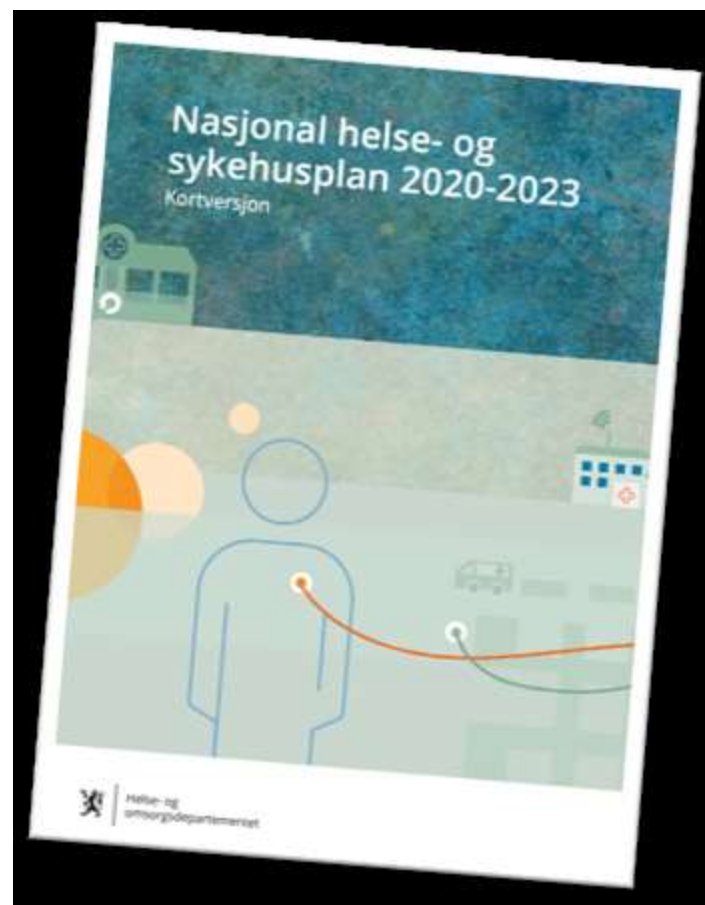 Nasjonal helse- og
sykehusplan 2020-2023
Kortversjon
Helse- og
omsorgsdepartementet